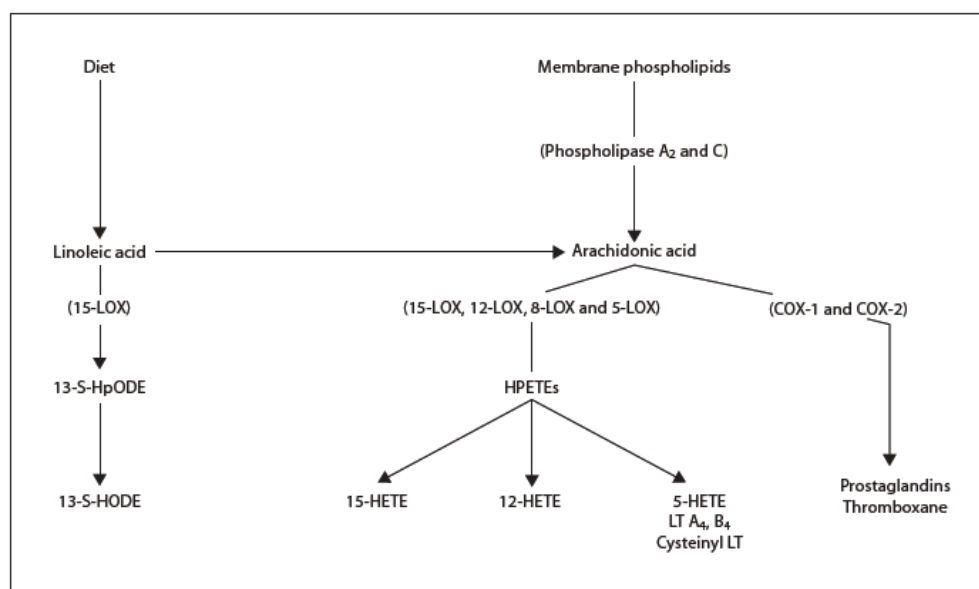 Diet
Membrane phospholipids
(Phospholipase A₂ and C)
Linoleic acid
Arachidonic acid
(15-LOX)
(15-LOX, 12-LOX, 8-LOX and 5-LOX)
(COX-1 and COX-2)
13-S-HpODE
HPETEs
13-S-HODE
15-HETE
12-HETE
5-HETE
LT A₄, B₄
Cysteinyl LT
Prostaglandins
Thromboxane